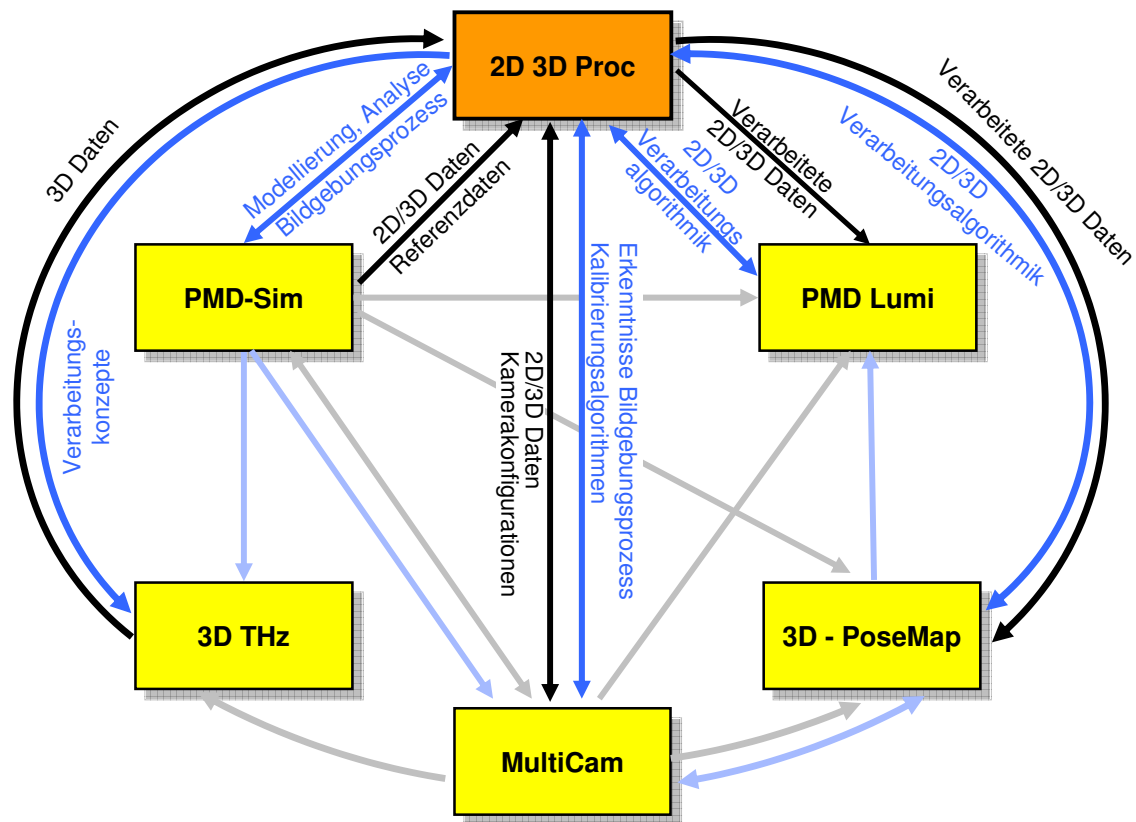 2D 3D Proc
3D Daten
Modellierung, Analyse
Bildgebungsprozess
2D/3D Daten
Referenzdaten
2D/3D
Verarbeitungs
algorithmik
Verarbeitete
2D/3D Daten
Verarbeitete 2D/3D Daten
2D/3D
Verarbeitungsalgorithmik
PMD-Sim
PMD Lumi
Verarbeitungs-
konzepte
2D/3D Daten
Kamerakonfigurationen
Erkenntnisse Bildgebungsprozess
Kalibrierungsalgorithmen
3D THz
3D - PoseMap
MultiCam